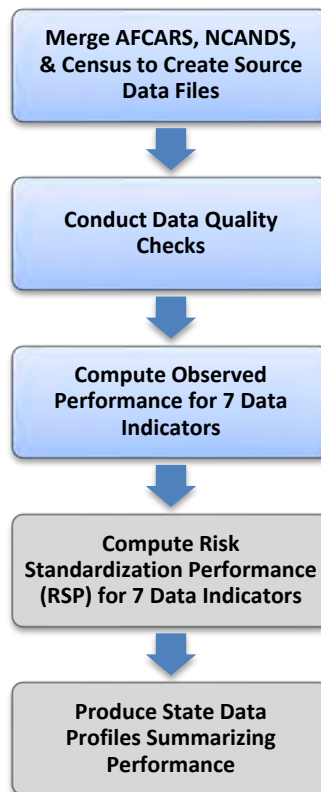 Merge AFCARS, NCANDS,
& Census to Create Source
Data Files
Conduct Data Quality
Checks
Compute Observed
Performance for 7 Data
Indicators
Compute Risk
Standardization Performance
(RSP) for 7 Data Indicators
Produce State Data
Profiles Summarizing
Performance